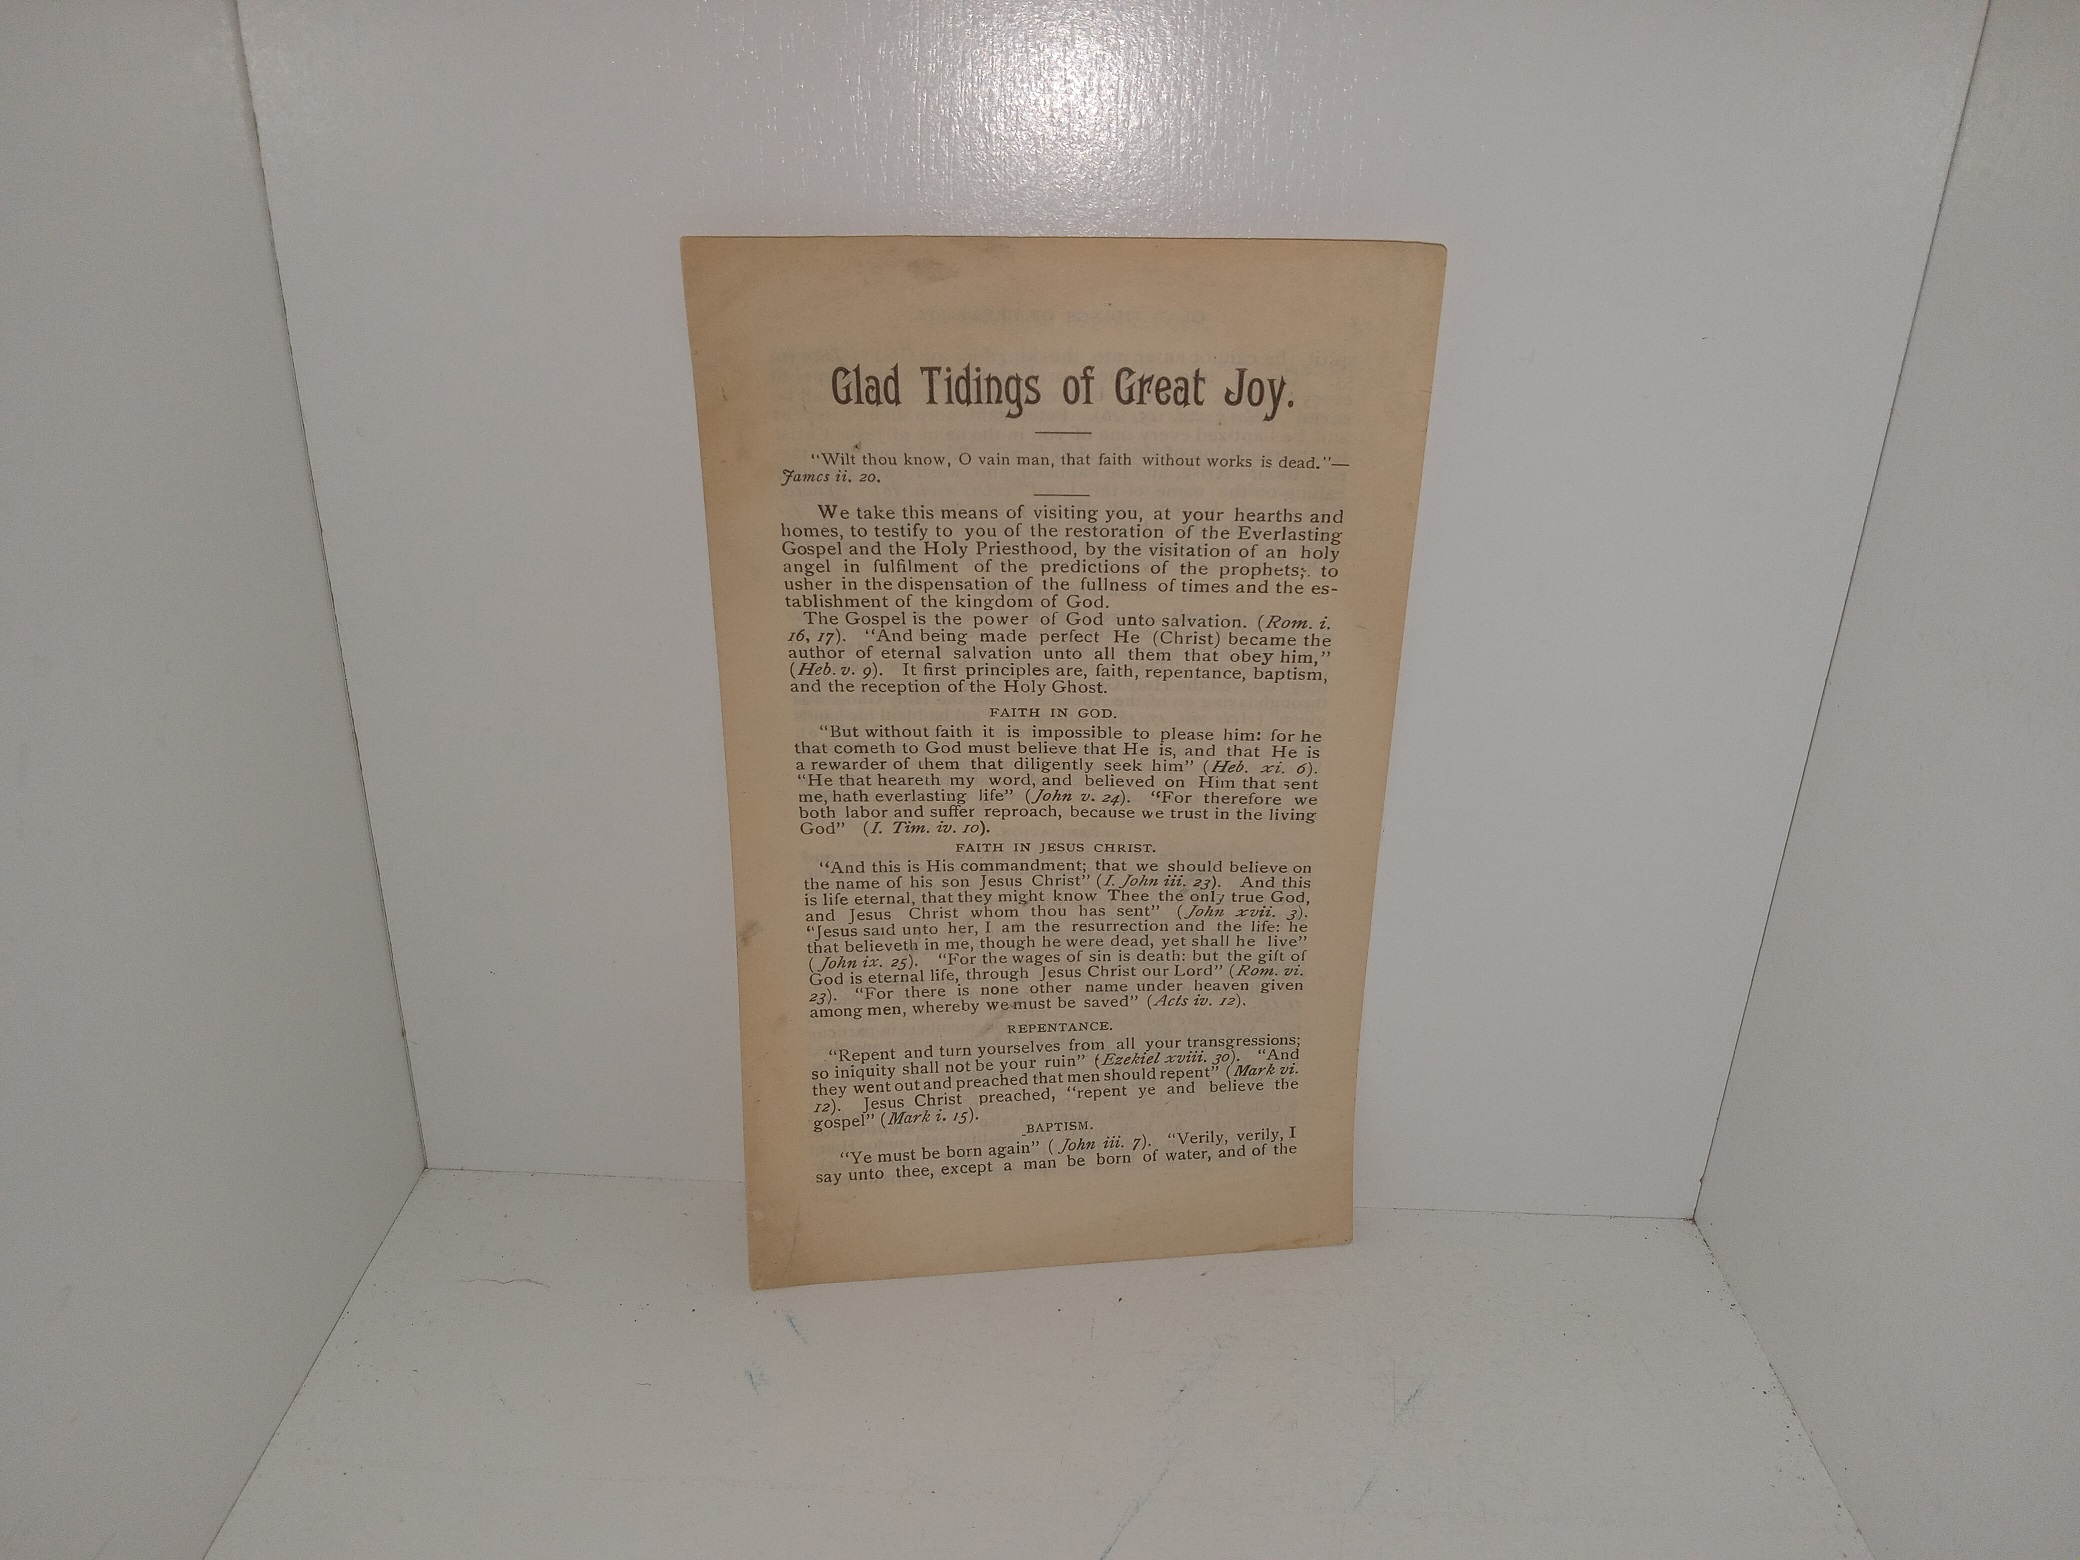 Glad Tidings of Great Joy.
"Wilt thou know, O vain man, that faith without works is dead."—
James ii. 20.
We take this means of visiting you, at your hearths and
homes, to testify to you of the restoration of the Everlasting
Gospel and the Holy Priesthood, by the visitation of an holy
angel in fulfilment of the predictions of the prophets; to
usher in the dispensation of the fullness of times and the es-
tablishment of the kingdom of God.
The Gospel is the power of God unto salvation. (Rom. i.
16, 17). "And being made perfect He (Christ) became the
author of eternal salvation unto all them that obey him,"
(Heb. v. 9). It first principles are, faith, repentance, baptism,
and the reception of the Holy Ghost.
FAITH IN GOD.
"But without faith it is impossible to please him: for he
that cometh to God must believe that He is, and that He is
a rewarder of them that diligently seek him" (Heb. xi. 6).
"He that heareth my word, and believed on Him that sent
me, hath everlasting life" (John v. 24). "For therefore we
both labor and suffer reproach, because we trust in the living
God" (I. Tim. iv. 10).
FAITH IN JESUS CHRIST.
"And this is His commandment; that we should believe on
the name of his son Jesus Christ" (I. John iii. 23). And this
is life eternal, that they might know Thee the only true God,
and Jesus Christ whom thou has sent" (John xvii. 3).
"Jesus said unto her, I am the resurrection and the life: he
that believeth in me, though he were dead, yet shall he live"
(John ix. 25). "For the wages of sin is death: but the gift of
God is eternal life, through Jesus Christ our Lord" (Rom. vi.
23). "For there is none other name under heaven given
among men, whereby we must be saved" (Acts iv. 12).
REPENTANCE.
"Repent and turn yourselves from all your transgressions;
so iniquity shall not be your ruin" (Ezekiel xviii. 30). "And
they went out and preached that men should repent" (Mark vi.
12). Jesus Christ preached, "repent ye and believe the
gospel" (Mark i. 15).
BAPTISM.
"Ye must be born again" (John iii. 7). "Verily, verily, I
say unto thee, except a man be born of water, and of the